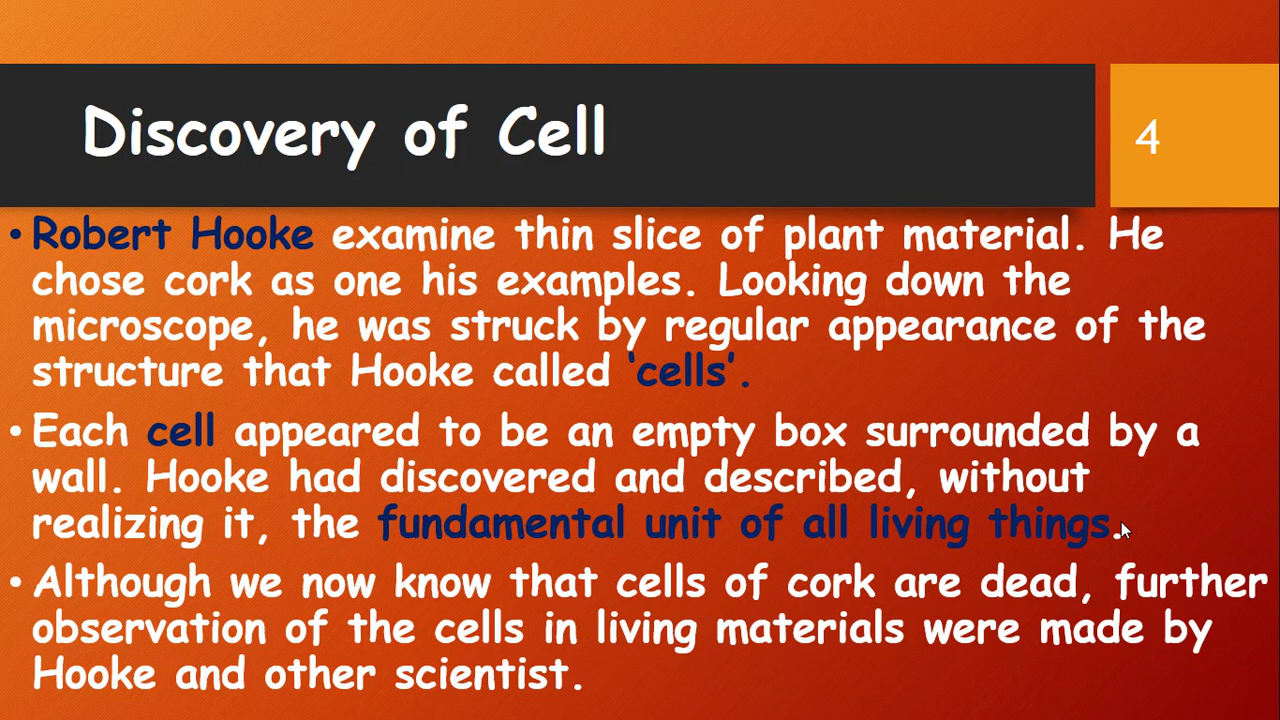 Discovery of Cell
4
• Robert Hooke examine thin slice of plant material. He
chose cork as one his examples. Looking down the
microscope, he was struck by regular appearance of the
structure that Hooke called ‘cells’.
• Each cell appeared to be an empty box surrounded by a
wall. Hooke had discovered and described, without
realizing it, the fundamental unit of all living things.
• Although we now know that cells of cork are dead, further
observation of the cells in living materials were made by
Hooke and other scientist.